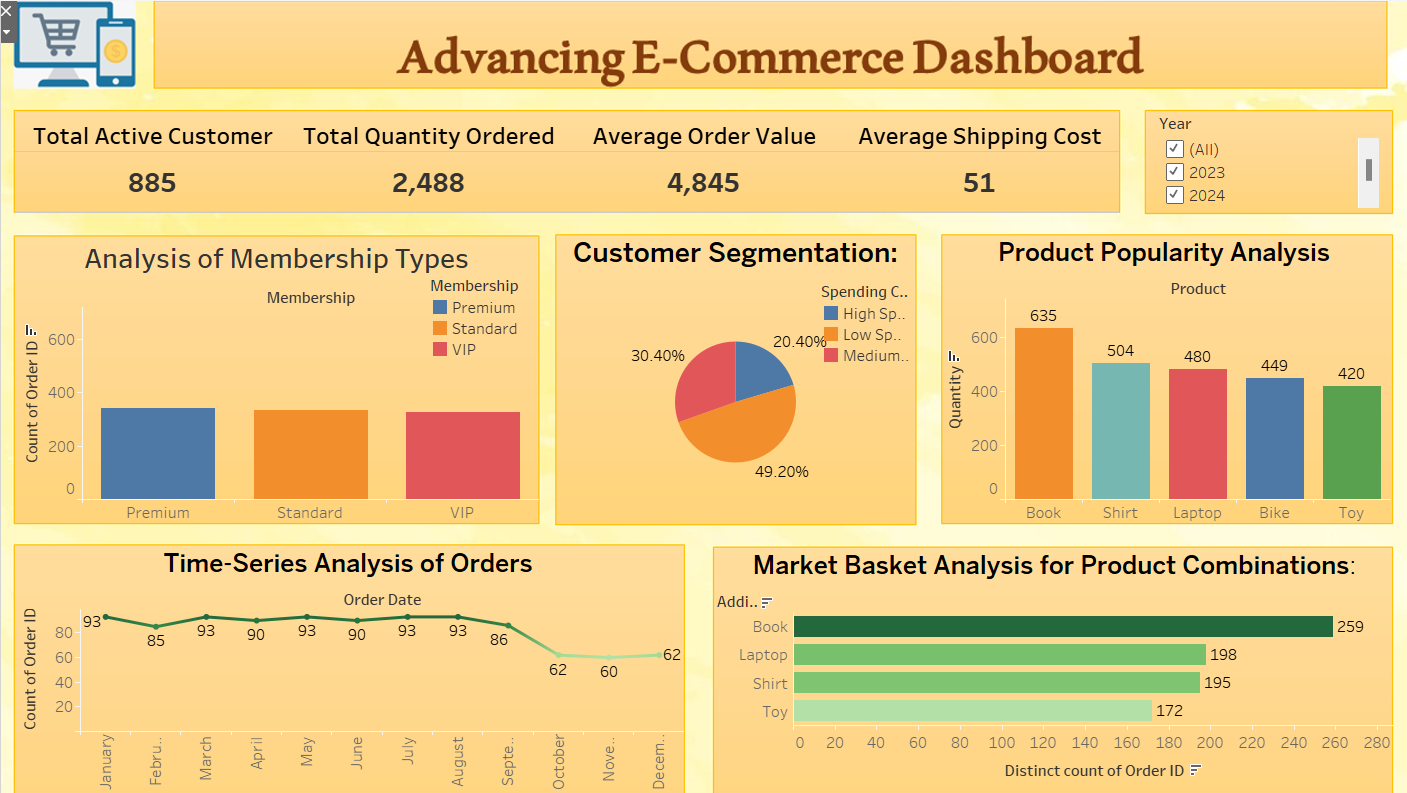 Advancing E-Commerce Dashboard
Total Active Customer
Total Quantity Ordered
Average Order Value
Average Shipping Cost
885
2,488
4,845
51
Year
(All)
2023
2024
Analysis of Membership Types
Membership
Membership
Premium
Standard
VIP
Count of Order ID
600
400
200
0
Premium
Standard
VIP
Customer Segmentation:
Spending C..
High Sp..
Low Sp..
Medium..
20.40%
30.40%
49.20%
Product Popularity Analysis
Product
Quantity
600
400
200
0
635
504
480
449
420
Book
Shirt
Laptop
Bike
Toy
Time-Series Analysis of Orders
Order Date
Count of Order ID
80
60
40
20
93
85
93
90
93
90
93
93
86
62
60
62
January
Febru..
March
April
May
June
July
August
Septe..
October
Nove..
Decem..
Market Basket Analysis for Product Combinations:
Addi..
Book
259
Laptop
198
Shirt
195
Toy
172
0 20 40 60 80 100 120 140 160 180 200 220 240 260 280
Distinct count of Order ID